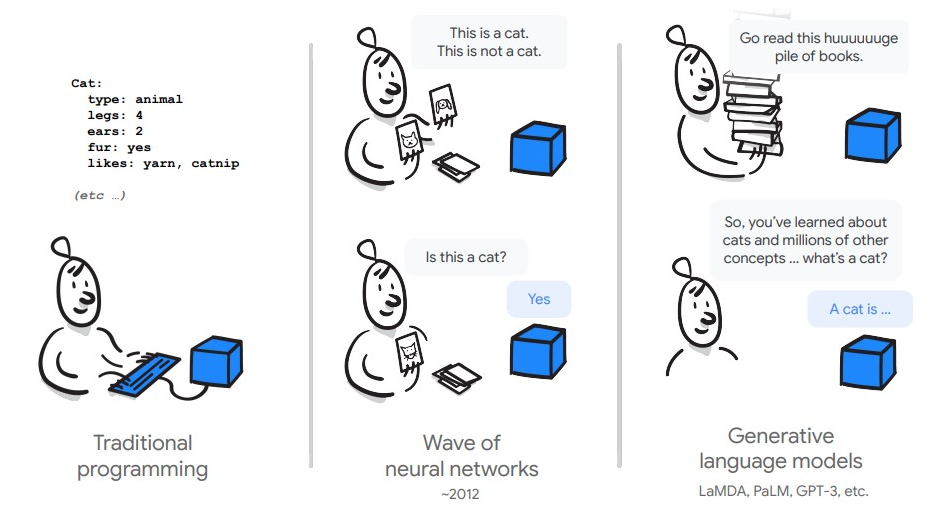 Cat:
type: animal
legs: 4
ears: 2
fur: yes
likes: yarn, catnip
(etc …)
Traditional
programming
This is a cat.
This is not a cat.
Is this a cat?
Yes
Wave of
neural networks
~2012
Go read this huuuuuuge
pile of books.
So, you’ve learned about
cats and millions of other
concepts … what’s a cat?
A cat is …
Generative
language models
LaMDA, PaLM, GPT-3, etc.